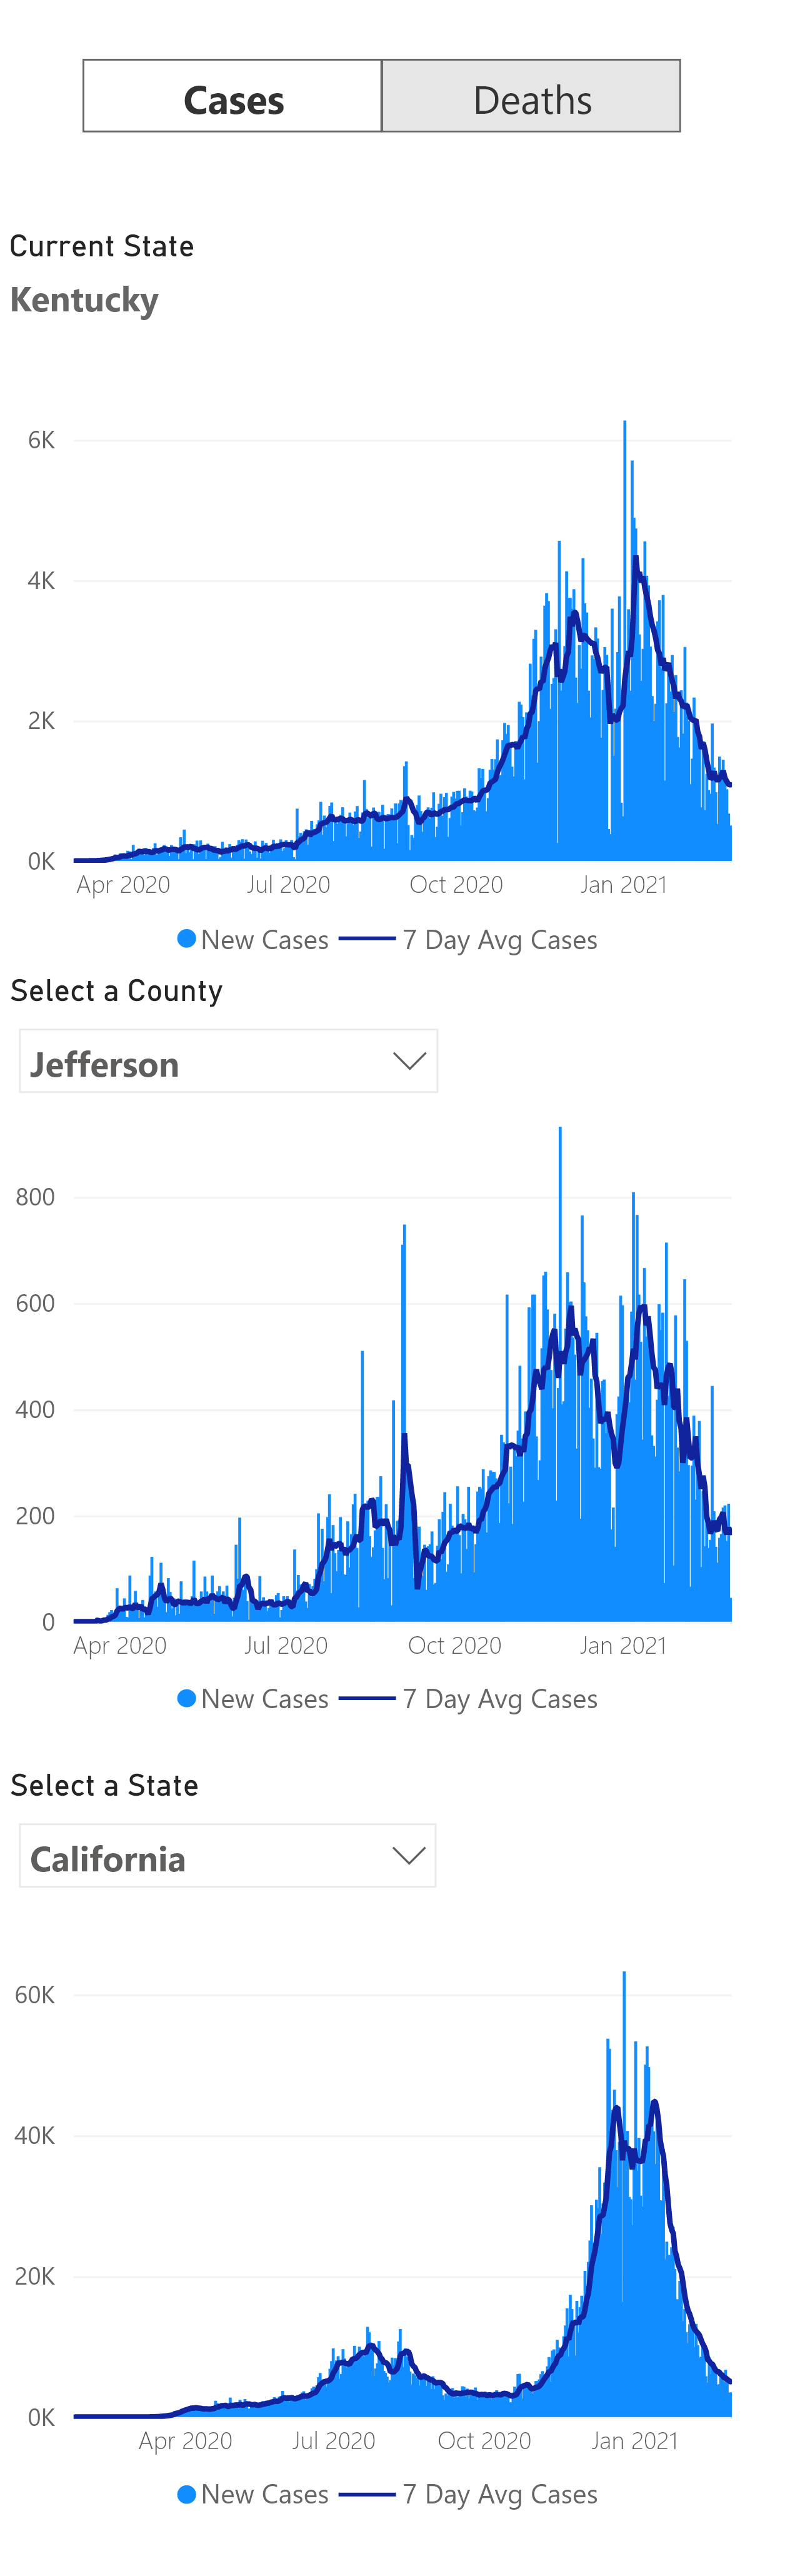 Cases Deaths
Current State
Kentucky
6K
4K
2K
0K
Apr 2020 Jul 2020 Oct 2020 Jan 2021
New Cases 7 Day Avg Cases
Select a County
Jefferson
800
600
400
200
0
Apr 2020 Jul 2020 Oct 2020 Jan 2021
New Cases 7 Day Avg Cases
Select a State
California
60K
40K
20K
0K
Apr 2020 Jul 2020 Oct 2020 Jan 2021
New Cases 7 Day Avg Cases